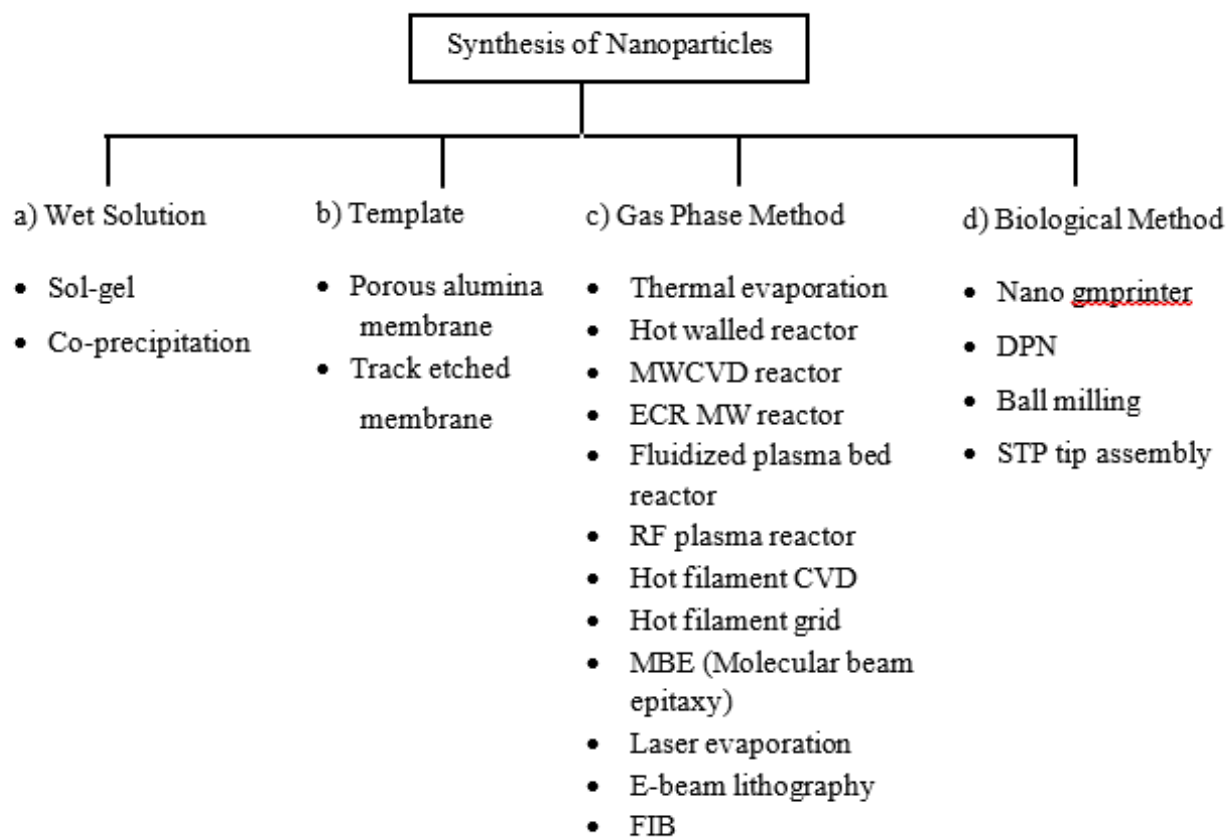 Synthesis of Nanoparticles
a) Wet Solution
• Sol-gel
• Co-precipitation
b) Template
• Porous alumina
membrane
• Track etched
membrane
c) Gas Phase Method
• Thermal evaporation
• Hot walled reactor
• MWCVD reactor
• ECR MW reactor
• Fluidized plasma bed
reactor
• RF plasma reactor
• Hot filament CVD
• Hot filament grid
• MBE (Molecular beam
epitaxy)
• Laser evaporation
• E-beam lithography
• FIB
d) Biological Method
• Nano gmprinter
• DPN
• Ball milling
• STP tip assembly